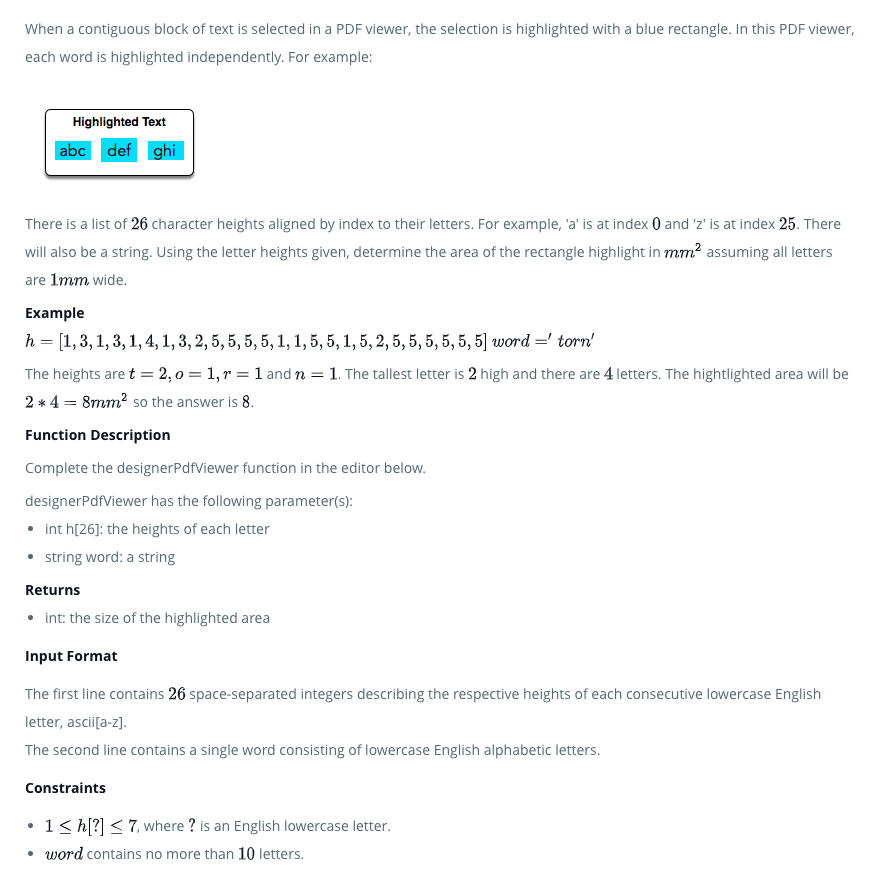 When a contiguous block of text is selected in a PDF viewer, the selection is highlighted with a blue rectangle. In this PDF viewer,
each word is highlighted independently. For example:
Highlighted Text
abc def ghi
There is a list of 26 character heights aligned by index to their letters. For example, 'a' is at index 0 and 'z' is at index 25. There
will also be a string. Using the letter heights given, determine the area of the rectangle highlight in mm² assuming all letters
are 1mm wide.
Example
h = [1, 3, 1, 3, 1, 4, 1, 3, 2, 5, 5, 5, 5, 1, 1, 5, 5, 1, 5, 2, 5, 5, 5, 5, 5, 5] word =' torn'
The heights are t = 2, o = 1, r = 1 and n = 1. The tallest letter is 2 high and there are 4 letters. The hightlighted area will be
2 * 4 = 8mm² so the answer is 8.
Function Description
Complete the designerPdfViewer function in the editor below.
designerPdfViewer has the following parameter(s):
• int h[26]: the heights of each letter
• string word: a string
Returns
• int: the size of the highlighted area
Input Format
The first line contains 26 space-separated integers describing the respective heights of each consecutive lowercase English
letter, ascii[a-z].
The second line contains a single word consisting of lowercase English alphabetic letters.
Constraints
• 1 ≤ h[?] ≤ 7, where ? is an English lowercase letter.
• word contains no more than 10 letters.